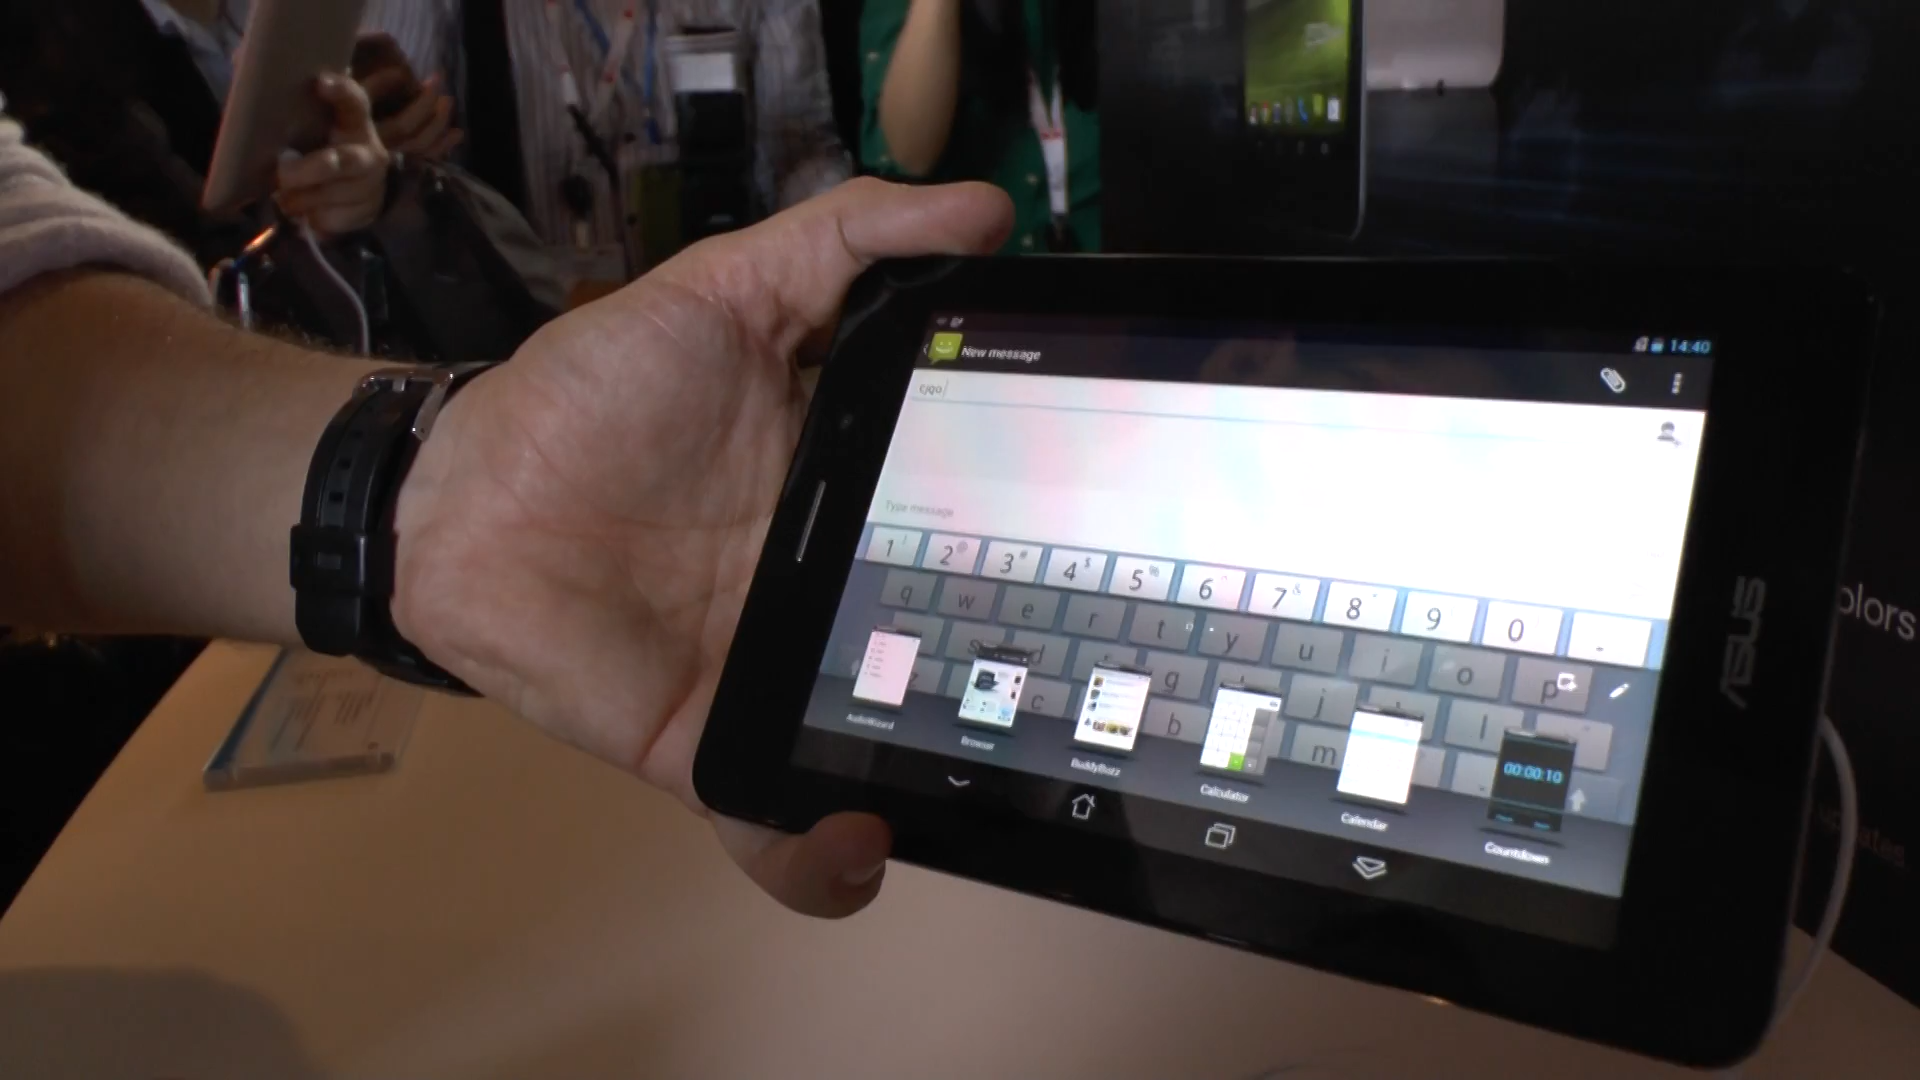 14:40
New message
ejqo
Type message
1 ! 2 @ 3 # 4 $ 5 % 6 ^ 7 & 8 * 9 0 .
q w e r t y u i o p
s d g j l
z c b m
AudioWizard Browser BuddyBuzz Calculator Calendar Countdown
00:00:10
ASUS
olors